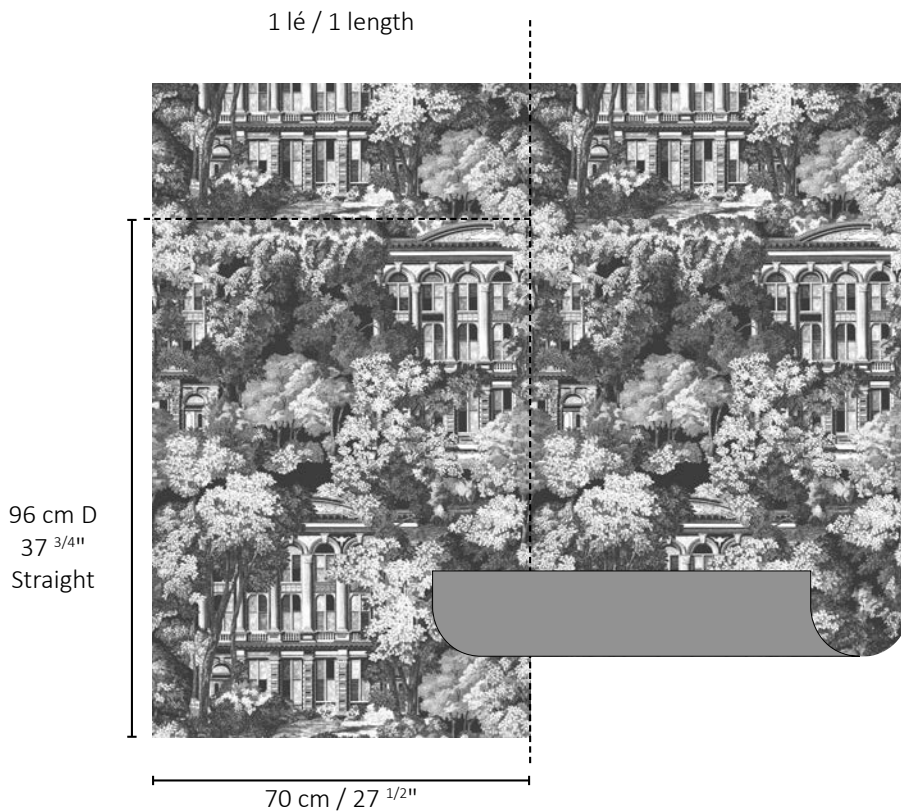 1 lé / 1 length
96 cm D
37 3/4"
Straight
70 cm / 27 1/2"